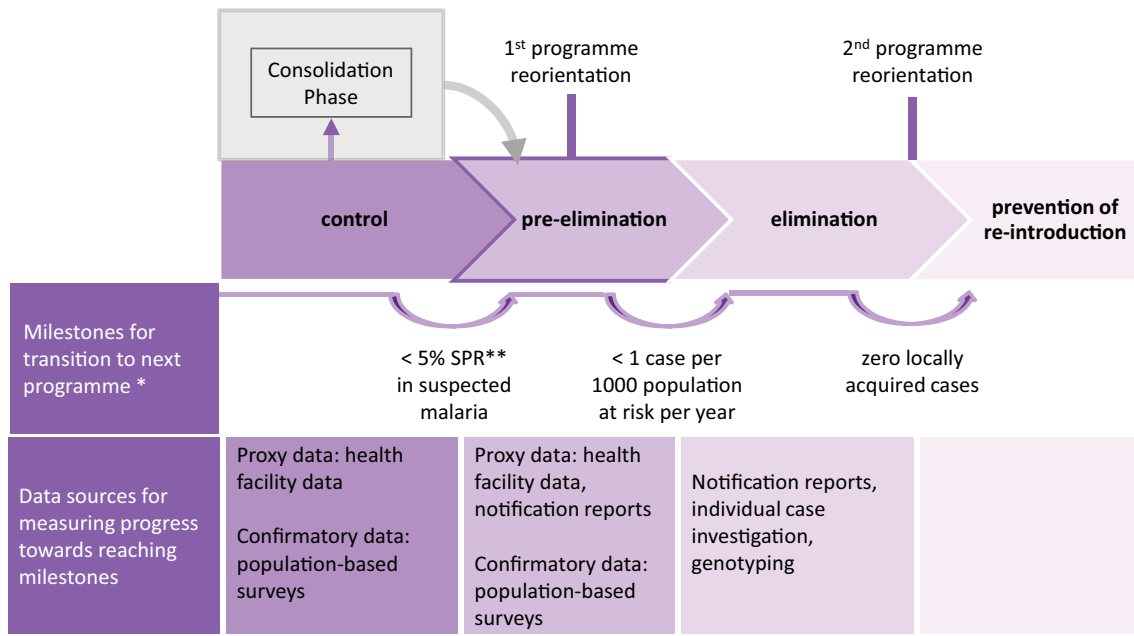 Consolidation
Phase
1st programme
reorientation
2nd programme
reorientation
control
pre-elimination
elimination
prevention of
re-introduction
Milestones for
transition to next
programme *
< 5% SPR**
in suspected
malaria
< 1 case per
1000 population
at risk per year
zero locally
acquired cases
Data sources for
measuring progress
towards reaching
milestones
Proxy data: health
facility data
Confirmatory data:
population-based
surveys
Proxy data: health
facility data,
notification reports
Confirmatory data:
population-based
surveys
Notification reports,
individual case
investigation,
genotyping